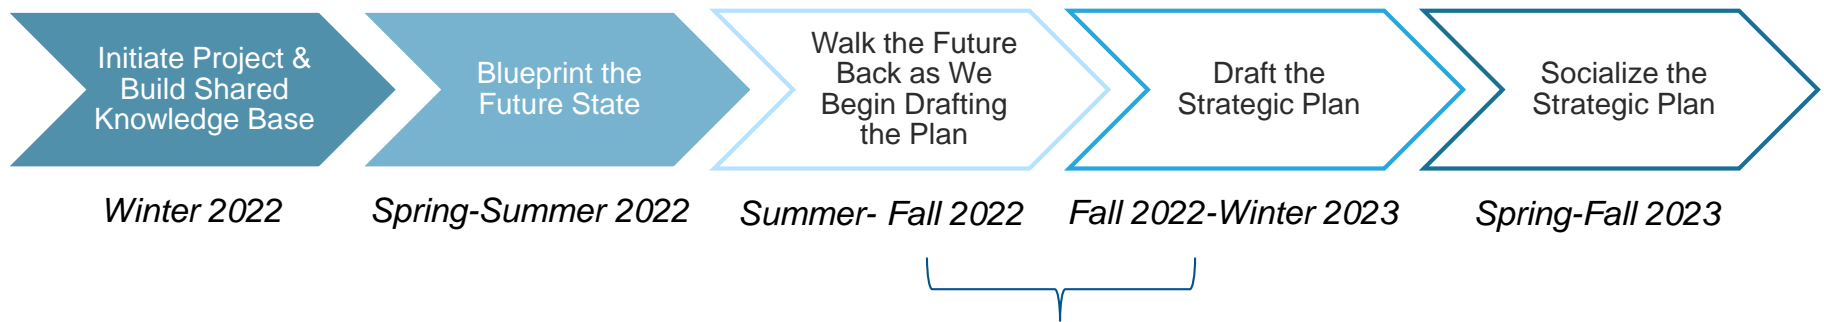 Initiate Project &
Build Shared
Knowledge Base
Blueprint the
Future State
Walk the Future
Back as We
Begin Drafting
the Plan
Draft the
Strategic Plan
Socialize the
Strategic Plan
Winter 2022
Spring-Summer 2022
Summer- Fall 2022
Fall 2022-Winter 2023
Spring-Fall 2023